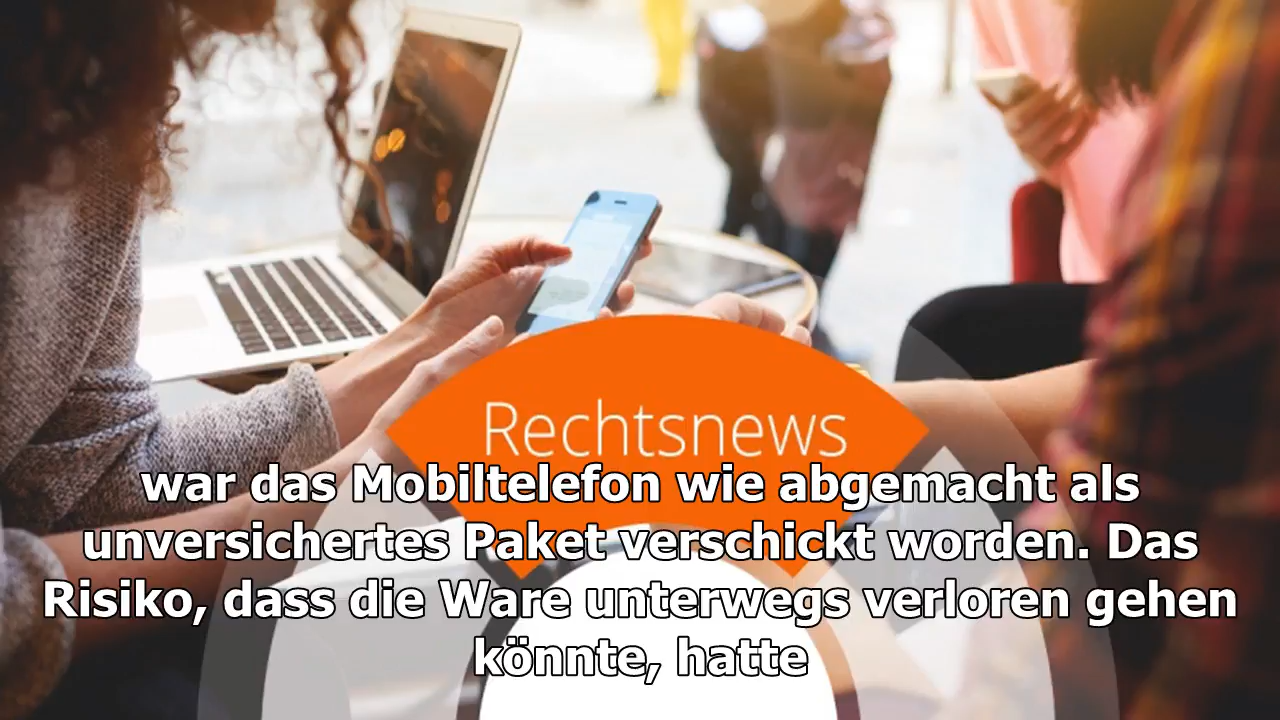 Rechtsnews
war das Mobiltelefon wie abgemacht als
unversichertes Paket verschickt worden. Das
Risiko, dass die Ware unterwegs verloren gehen
könnte, hatte